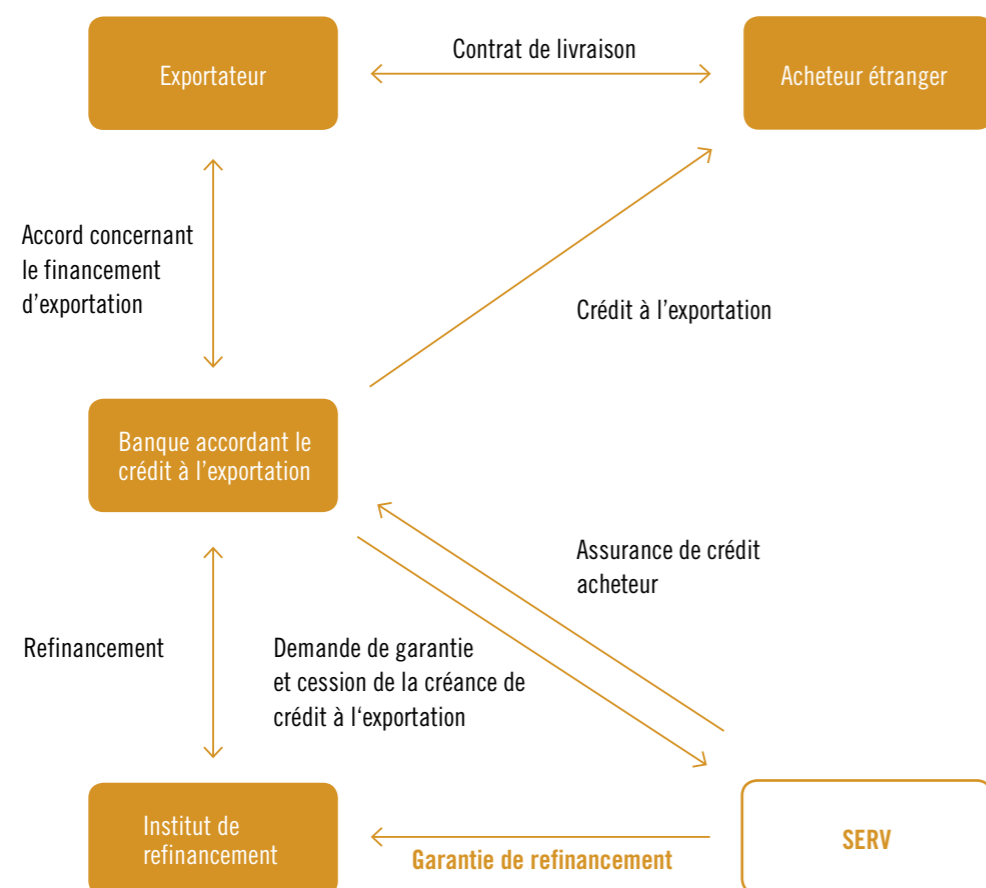 Exportateur
Contrat de livraison
Acheteur étranger
Accord concernant
le financement
d’exportation
Crédit à l’exportation
Banque accordant le
crédit à l’exportation
Assurance de crédit
acheteur
Refinancement
Demande de garantie
et cession de la créance de
crédit à l‘exportation
Institut de
refinancement
Garantie de refinancement
SERV